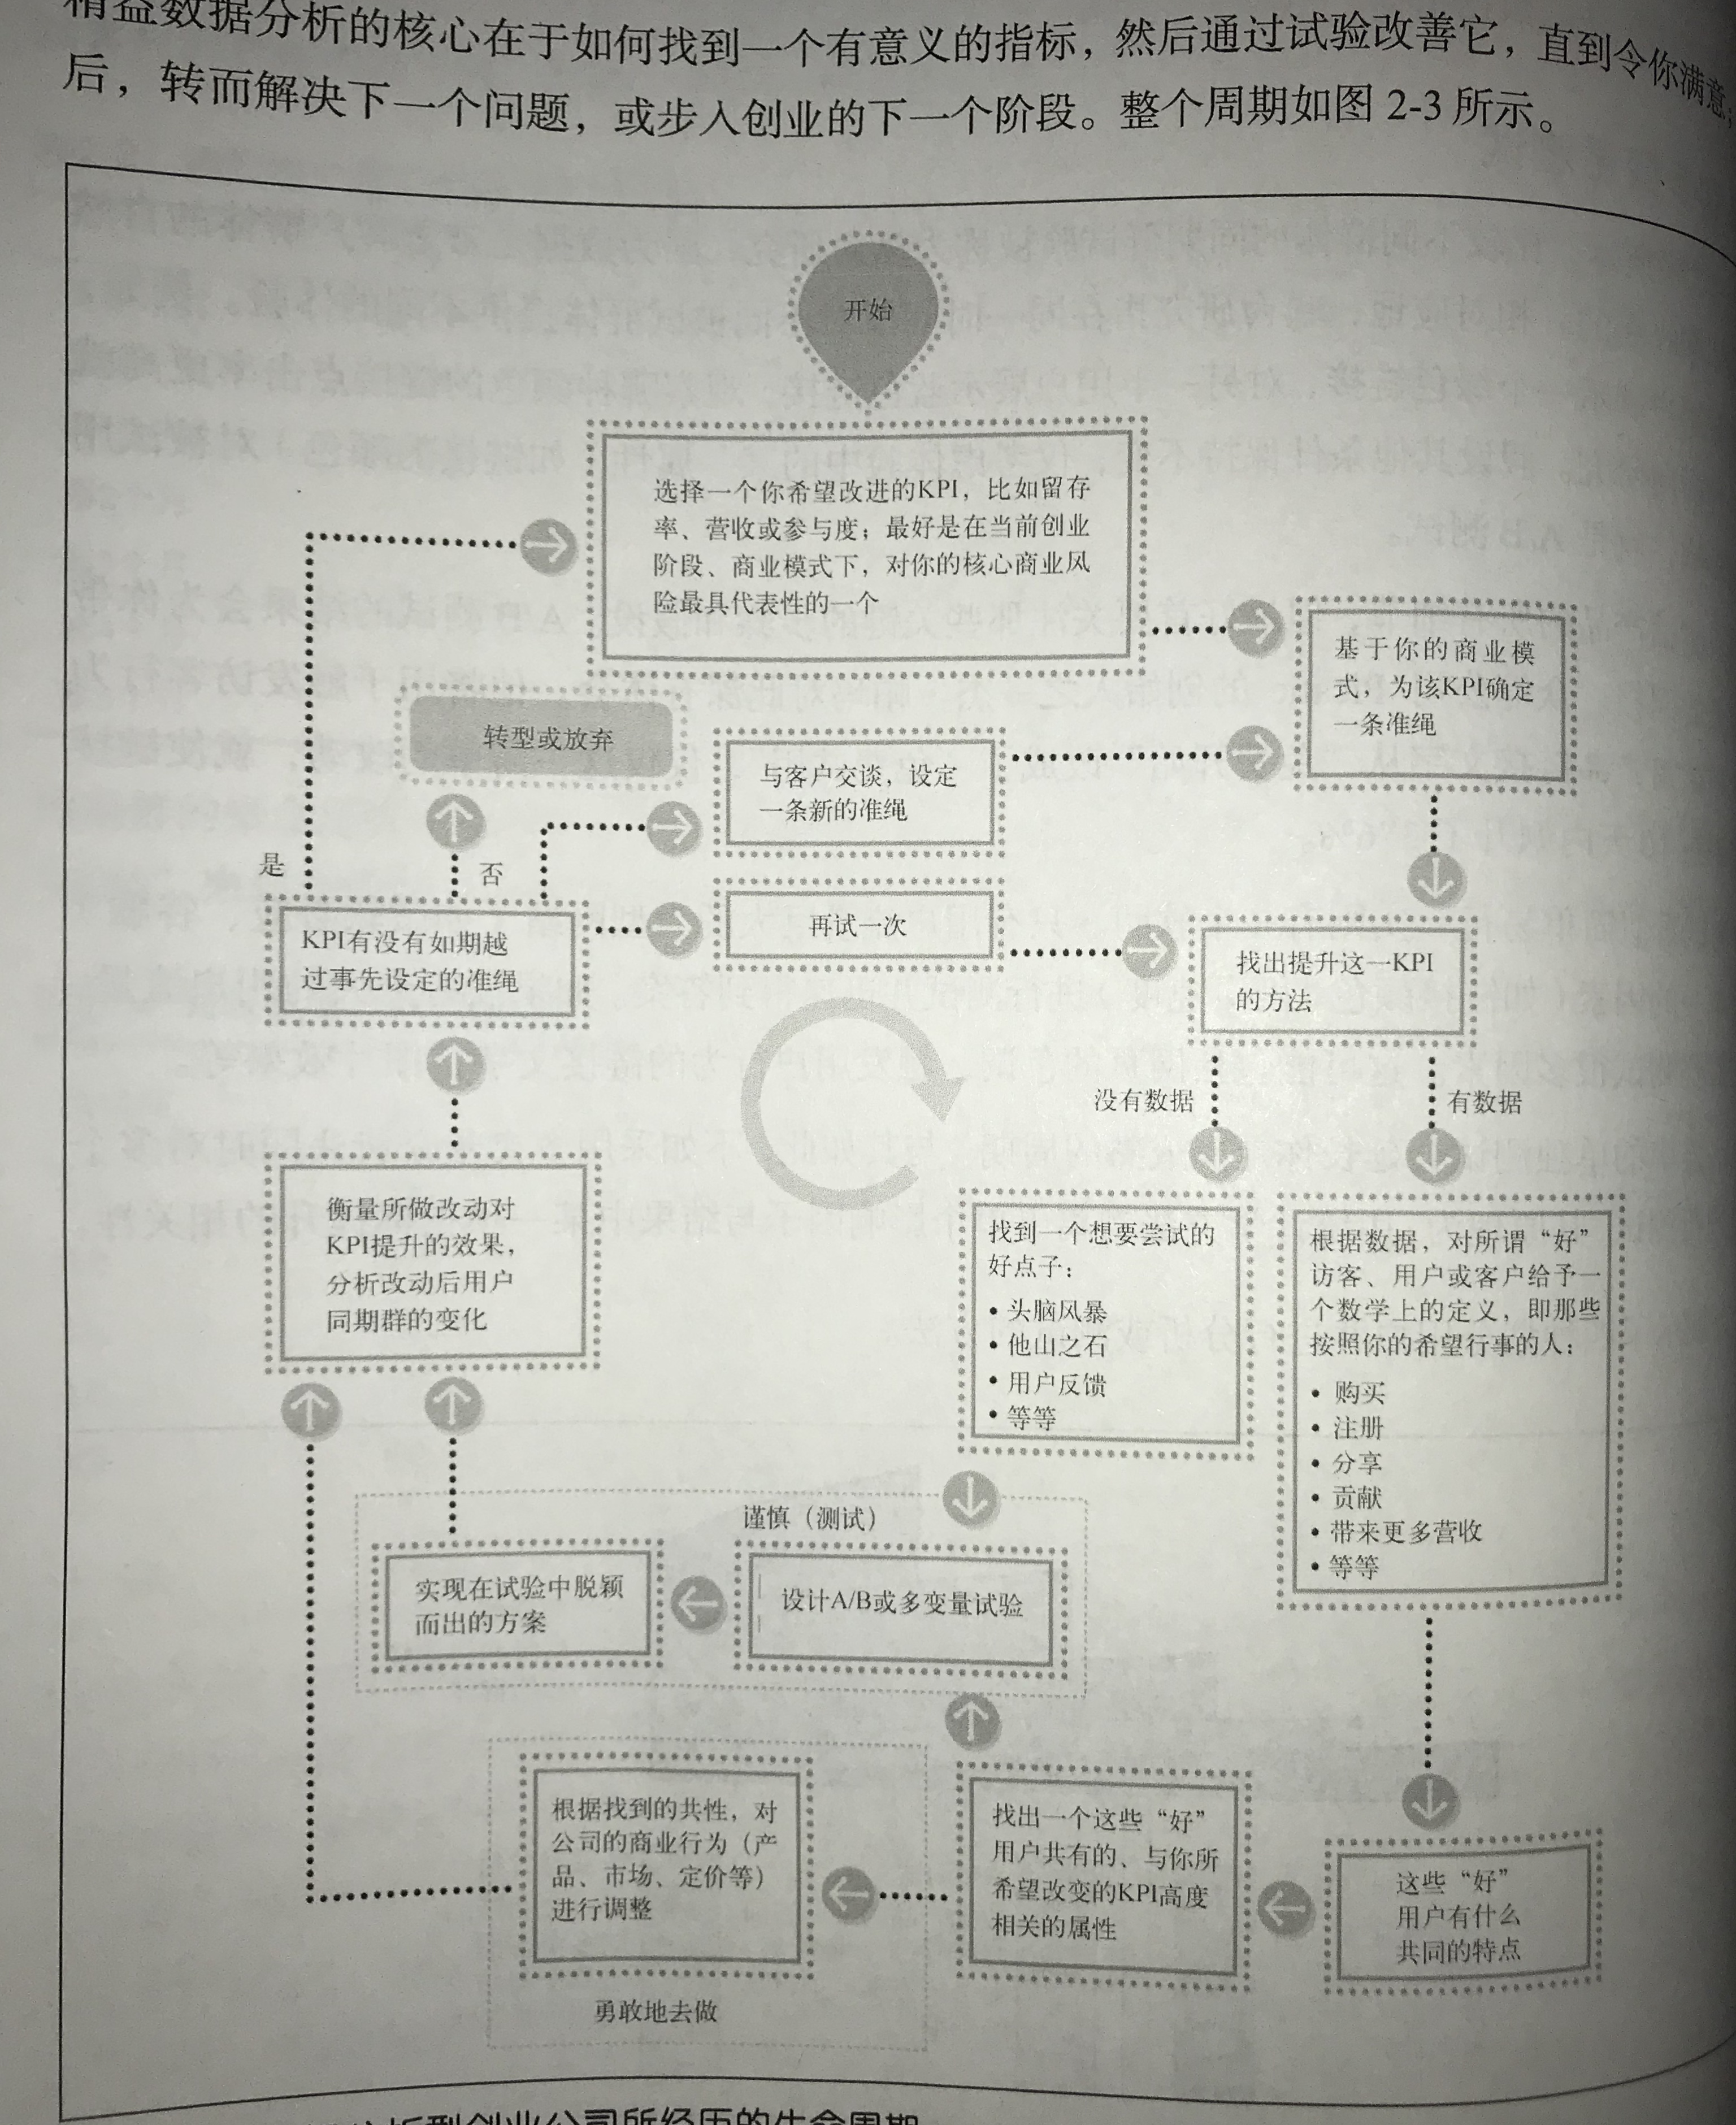 精益数据分析的核心在于如何找到一个有意义的指标，然后通过试验改善它，直到令你满意，
后，转而解决下一个问题，或步入创业的下一个阶段。整个周期如图 2-3 所示。
开始
选择一个你希望改进的KPI，比如留存
率、营收或参与度；最好是在当前创业
阶段、商业模式下，对你的核心商业风
险最具代表性的一个
基于你的商业模
式，为该KPI确定
一条准绳
转型或放弃
与客户交谈，设定
一条新的准绳
是
否
再试一次
KPI有没有如期越
过事先设定的准绳
找出提升这一KPI
的方法
没有数据
有数据
衡量所做改动对
KPI提升的效果，
分析改动后用户
同期群的变化
找到一个想要尝试的
好点子：
• 头脑风暴
• 他山之石
• 用户反馈
• 等等
根据数据，对所谓“好”
访客、用户或客户给予一
个数学上的定义，即那些
按照你的希望行事的人：
• 购买
• 注册
• 分享
• 贡献
• 带来更多营收
• 等等
谨慎（测试）
实现在试验中脱颖
而出的方案
设计A/B或多变量试验
根据找到的共性，对
公司的商业行为（产
品、市场、定价等）
进行调整
勇敢地去做
找出一个这些“好”
用户共有的、与你所
希望改变的KPI高度
相关的属性
这些“好”
用户有什么
共同的特点
型创业公司所经历的生命周期